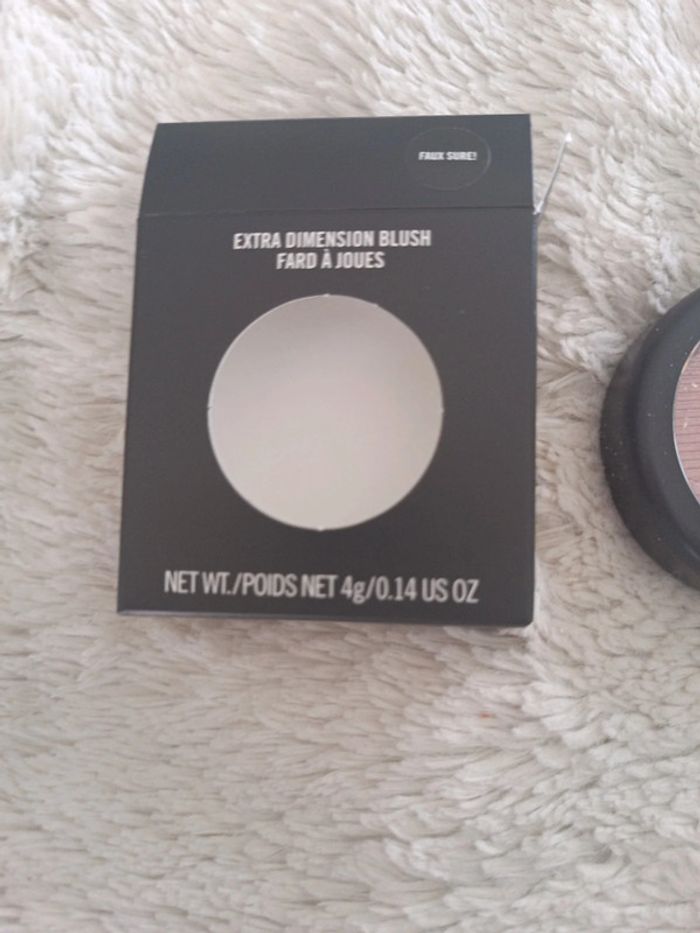 FAUX SURE!
EXTRA DIMENSION BLUSH
FARD À JOUES
NET WT./POIDS NET 4g/0.14 US OZ